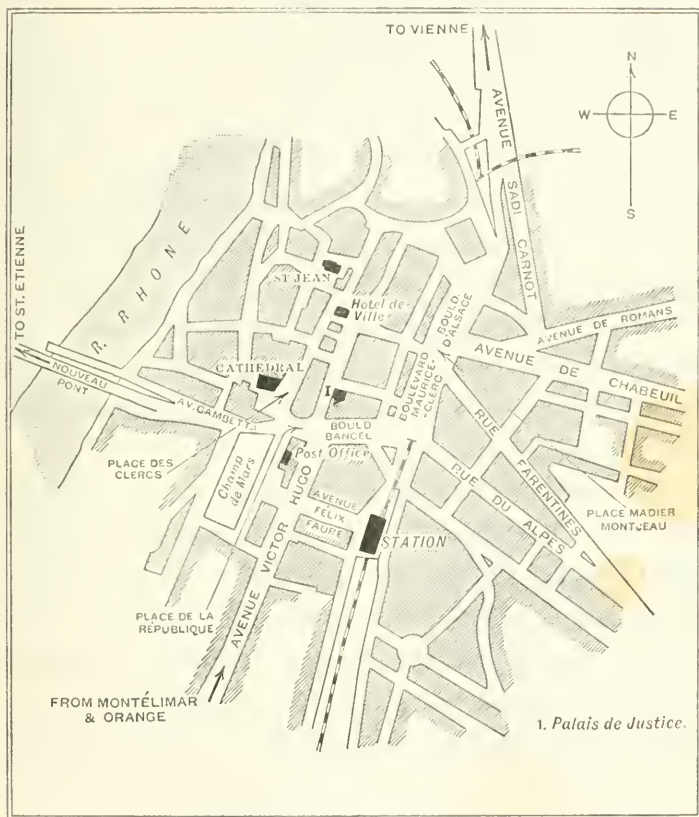 TO VIENNE
N
W E
S
AVENUE
SADI
CARNOT
TO ST. ETIENNE
R. RHONE
ST JEAN
Hotel de
Ville
BOULD
D'ALSACE
AVENUE DE ROMANS
AVENUE DE CHABEUIL
CATHEDRAL
NOUVEAU
PONT
1
BOULEVARD
MAURICE-
CLERC
AV. GAMBETTA
BOULD
BANCEL
PLACE DES
CLERCS
Champ
de Mars
Post Office
RUE FARENTINES
RUE DU ALPES
PLACE MADIER
MONTJEAU
AVENUE
FÉLIX
FAURE
STATION
AVENUE VICTOR HUGO
PLACE DE LA
RÉPUBLIQUE
FROM MONTÉLIMAR
& ORANGE
1. Palais de Justice.